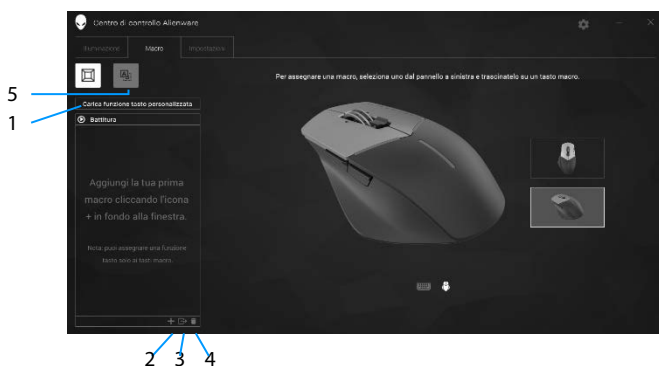 Centro di controllo Alienware
Illuminazione Macro Impostazioni
Per assegnare una macro, seleziona uno dal pannello a sinistra e trascinatelo su un tasto macro.
5
Carica funzione tasto personalizzata
1
Battitura
Aggiungi la tua prima
macro cliccando l'icona
+ in fondo alla finestra.
Nota: puoi assegnare una funzione
tasto solo ai tasti macro.
2 3 4